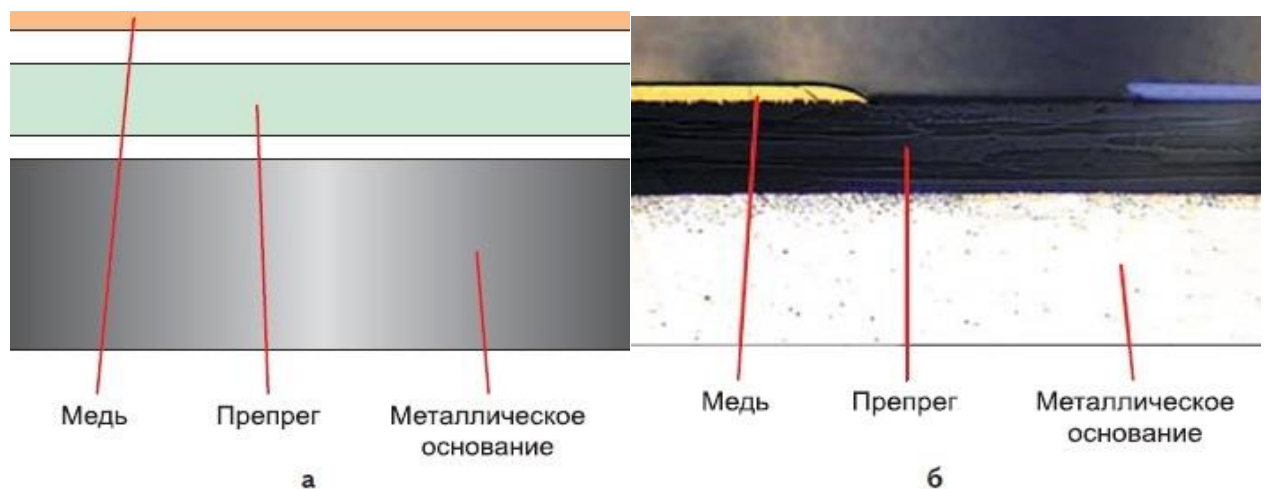 Медь
Препрег
Металлическое
основание
а
Медь
Препрег
Металлическое
основание
б